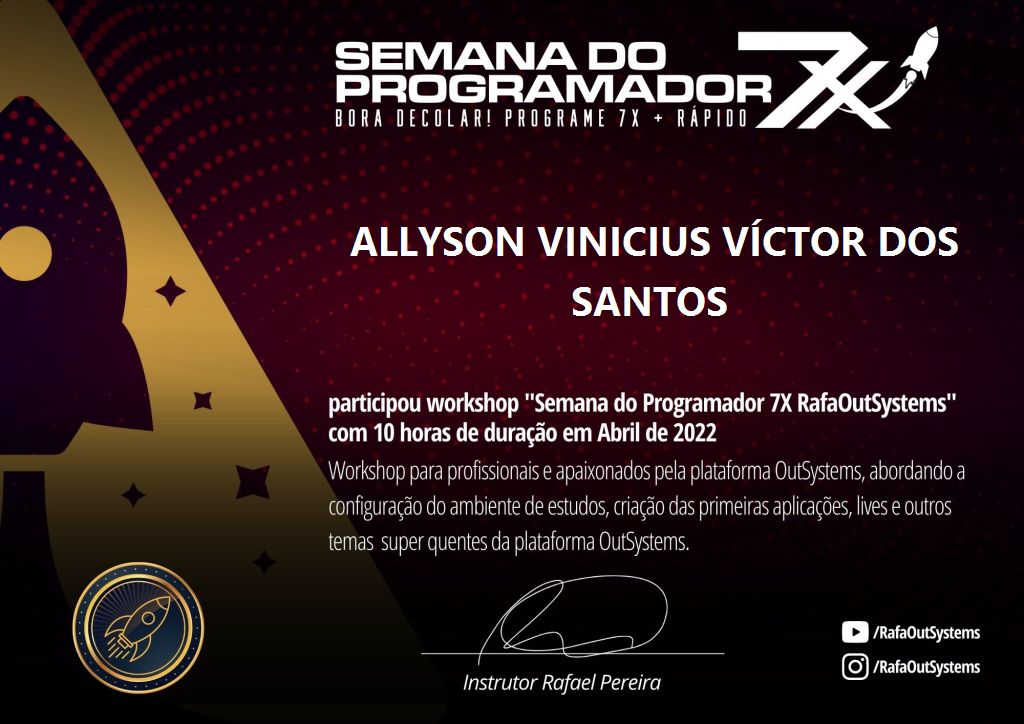 SEMANA DO
PROGRAMADOR 7X
BORA DECOLAR! PROGRAME 7X + RÁPIDO
ALLYSON VINICIUS VÍCTOR DOS
SANTOS
participou workshop "Semana do Programador 7X RafaOutSystems"
com 10 horas de duração em Abril de 2022
Workshop para profissionais e apaixonados pela plataforma OutSystems, abordando a
configuração do ambiente de estudos, criação das primeiras aplicações, lives e outros
temas super quentes da plataforma OutSystems.
Instrutor Rafael Pereira
/RafaOutSystems
/RafaOutSystems